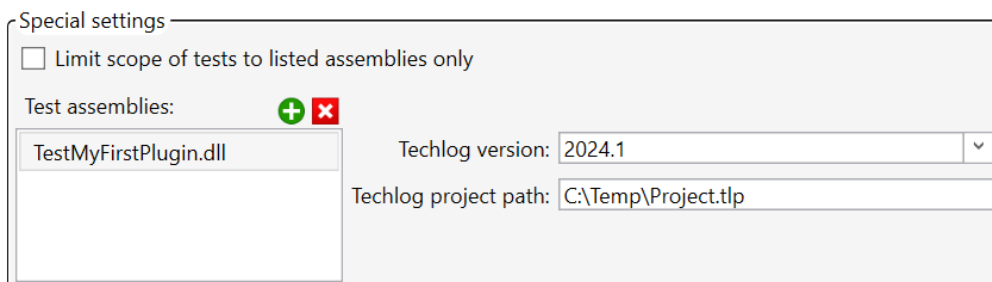 Special settings
Limit scope of tests to listed assemblies only
Test assemblies:
TestMyFirstPlugin.dll
Techlog version: 2024.1
Techlog project path: C:\Temp\Project.tlp